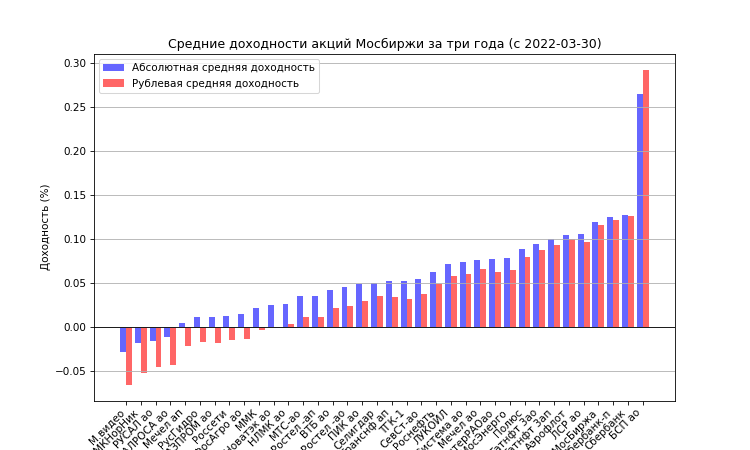 Средние доходности акций Мосбиржи за три года (с 2022-03-30)
Абсолютная средняя доходность
Рублевая средняя доходность
Доходность (%)
0.30
0.25
0.20
0.15
0.10
0.05
0.00
−0.05
М.видео
РУСАЛ ао
Мечел ап
РусГидро
Россети
ММК
НЛМК ао
МТС-ао
ВТБ ао
ПИК ао
Селигдар
ТГК-1
СевСт-ао
Роснефть
ЛУКОЙЛ
Мечел ао
Полюс
Аэрофлот
ЛСР ао
МосБиржа
Сбербанк
БСП ао